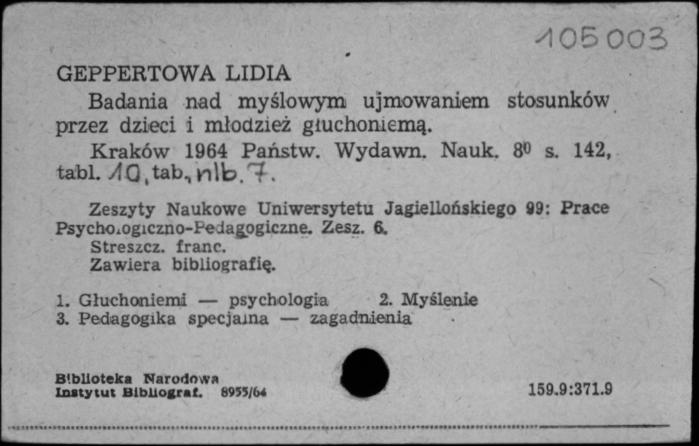 105003
GEPPERTOWA LIDIA
Badania nad myślowym ujmowaniem stosunków
przez dzieci i młodzież głuchoniemą.
Kraków 1964 Państw. Wydawn. Nauk. 8⁰ s. 142,
tabl. 10, tab., nlb. 7.
Zeszyty Naukowe Uniwersytetu Jagiellońskiego 99: Prace
Psychologiczno-Pedagogiczne. Zesz. 6.
Streszcz. franc.
Zawiera bibliografię.
1. Głuchoniemi — psychologia 2. Myślenie
3. Pedagogika specjalna — zagadnienia
Biblioteka Narodowa
Instytut Bibliograf. 8955/64
159.9:371.9